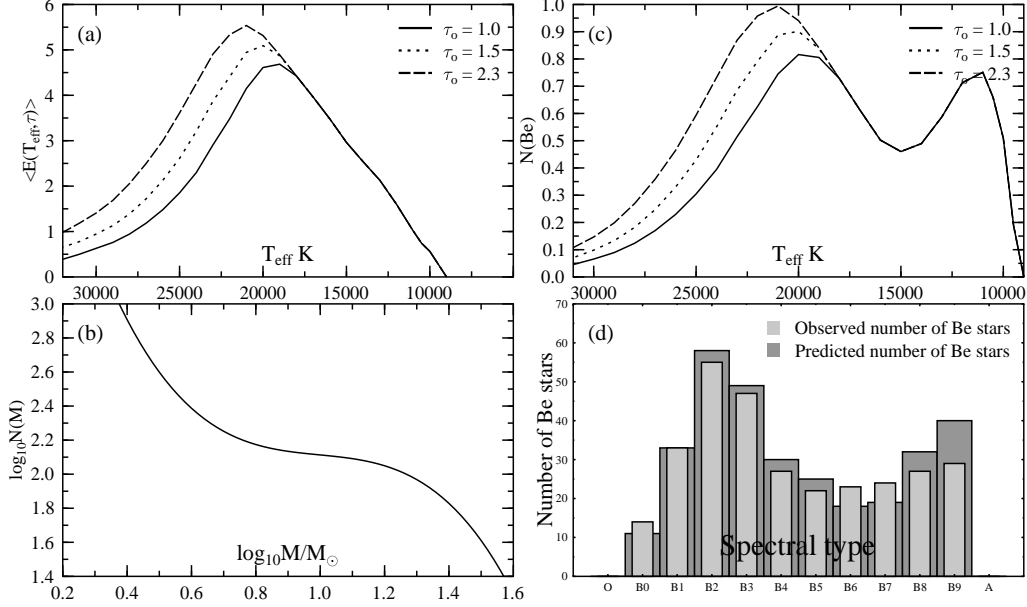 (a)
τo = 1.0
τo = 1.5
τo = 2.3
6
5
4
3
2
1
0
<E(Teff,τ)>
Teff K
30000 25000 20000 15000 10000
(c)
τo = 1.0
τo = 1.5
τo = 2.3
1.0
0.9
0.8
0.7
0.6
0.5
0.4
0.3
0.2
0.1
0.0
N(Be)
Teff K
30000 25000 20000 15000 10000
(b)
3.0
2.8
2.6
2.4
2.2
2.0
1.8
1.6
1.4
log10N(M)
log10M/M☉
0.2 0.4 0.6 0.8 1.0 1.2 1.4 1.6
(d)
Observed number of Be stars
Predicted number of Be stars
70
60
50
40
30
20
10
0
Number of Be stars
Spectral type
O B0 B1 B2 B3 B4 B5 B6 B7 B8 B9 A